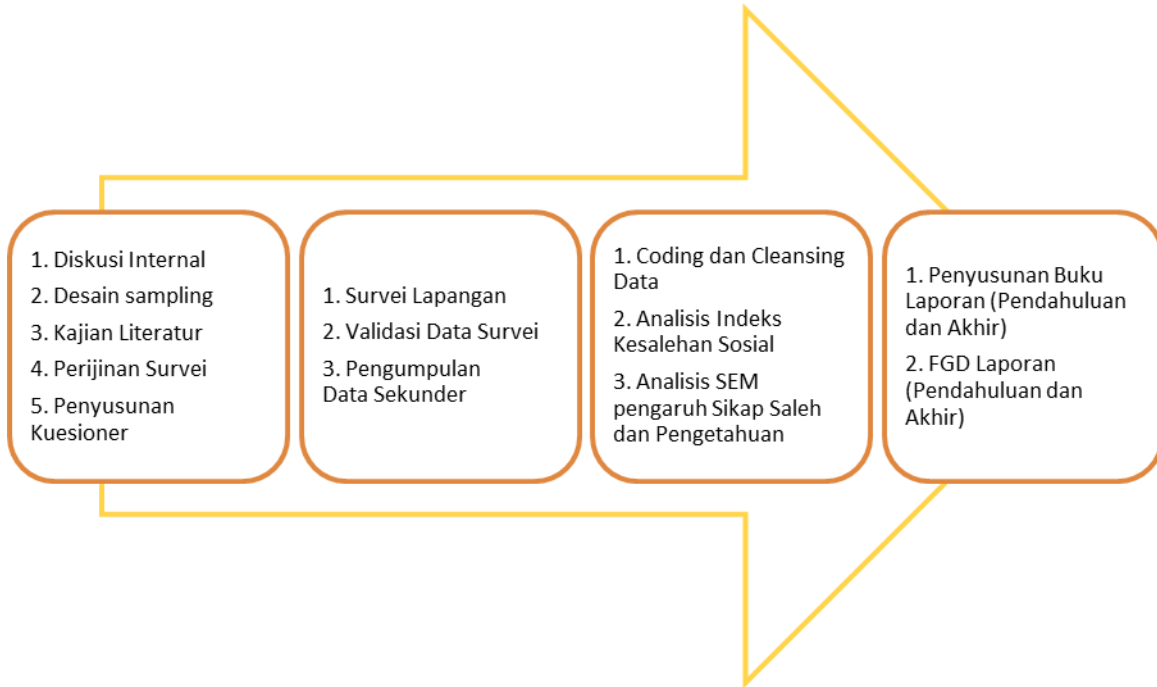 1. Diskusi Internal
2. Desain sampling
3. Kajian Literatur
4. Perijinan Survei
5. Penyusunan
Kuesioner
1. Survei Lapangan
2. Validasi Data Survei
3. Pengumpulan
Data Sekunder
1. Coding dan Cleansing
Data
2. Analisis Indeks
Kesalehan Sosial
3. Analisis SEM
pengaruh Sikap Saleh
dan Pengetahuan
1. Penyusunan Buku
Laporan (Pendahuluan
dan Akhir)
2. FGD Laporan
(Pendahuluan dan
Akhir)